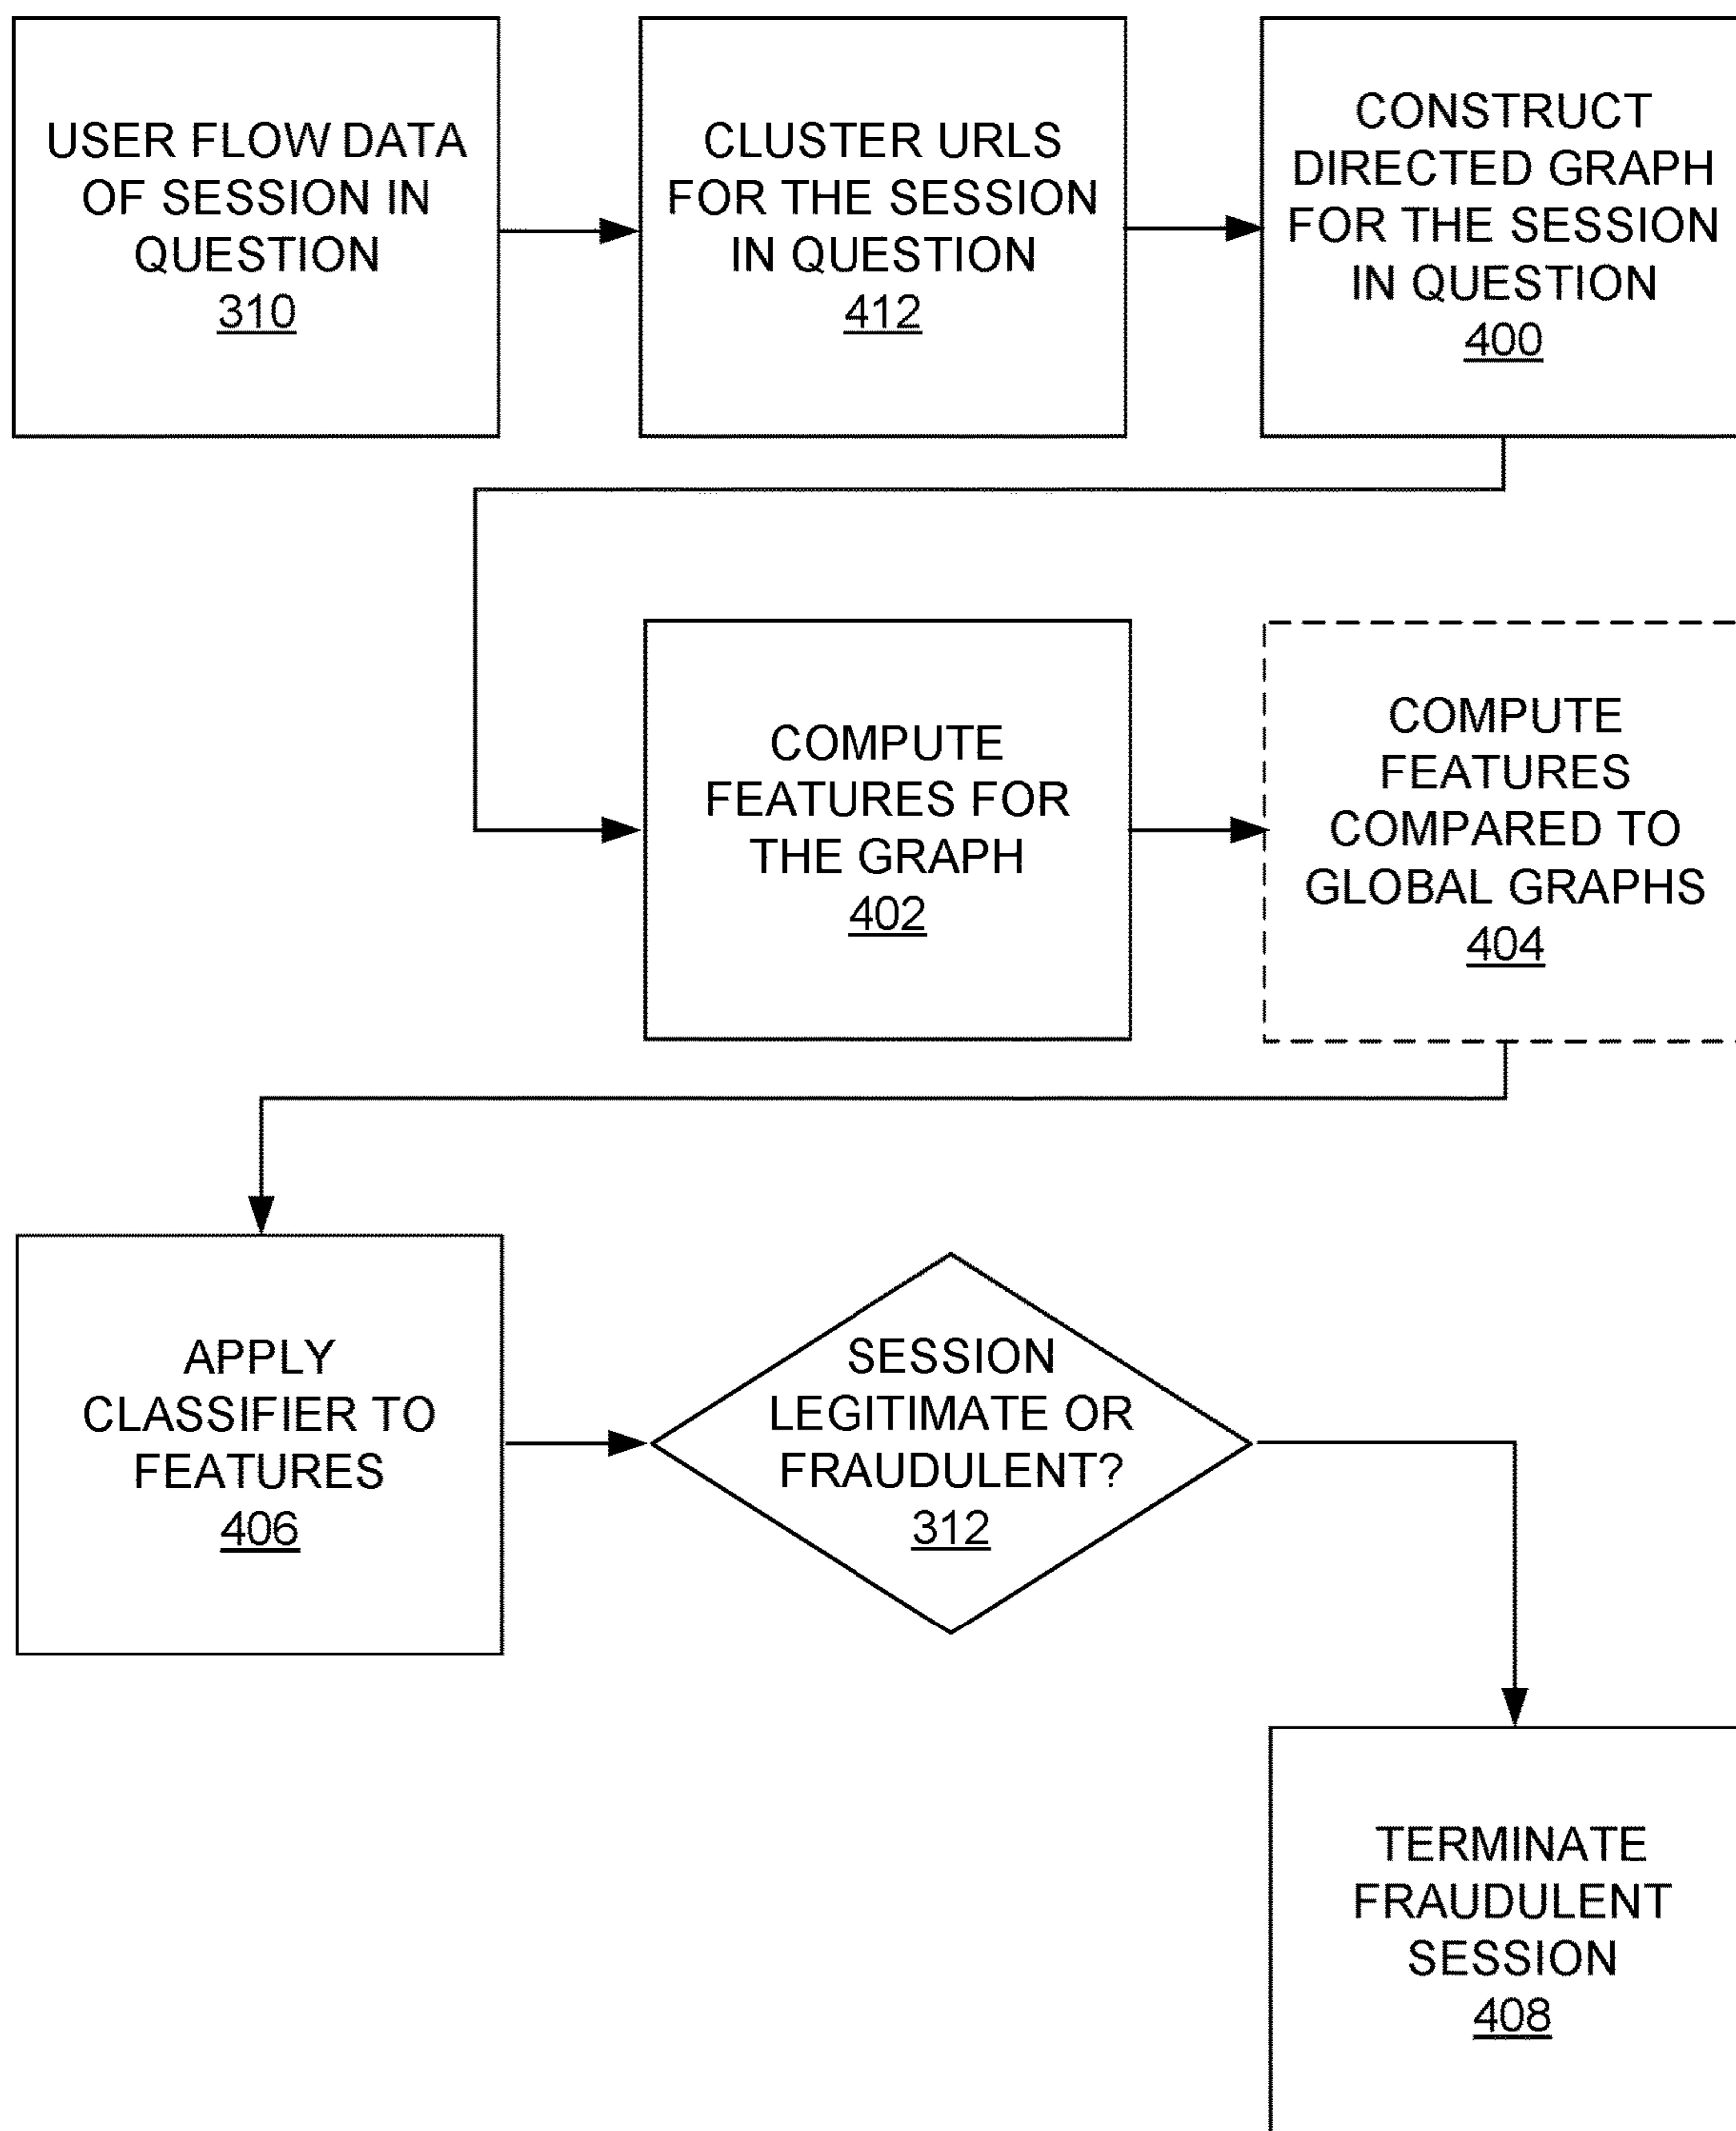 USER FLOW DATA
OF SESSION IN
QUESTION
310
CLUSTER URLS
FOR THE SESSION
IN QUESTION
412
CONSTRUCT
DIRECTED GRAPH
FOR THE SESSION
IN QUESTION
400
COMPUTE
FEATURES FOR
THE GRAPH
402
COMPUTE
FEATURES
COMPARED TO
GLOBAL GRAPHS
404
APPLY
CLASSIFIER TO
FEATURES
406
SESSION
LEGITIMATE OR
FRAUDULENT?
312
TERMINATE
FRAUDULENT
SESSION
408